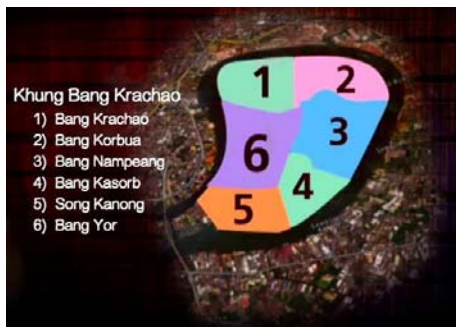 Khung Bang Krachao
1) Bang Krachao
2) Bang Korbua
3) Bang Nampeang
4) Bang Kasorb
5) Song Kanong
6) Bang Yor
1
2
3
6
4
5